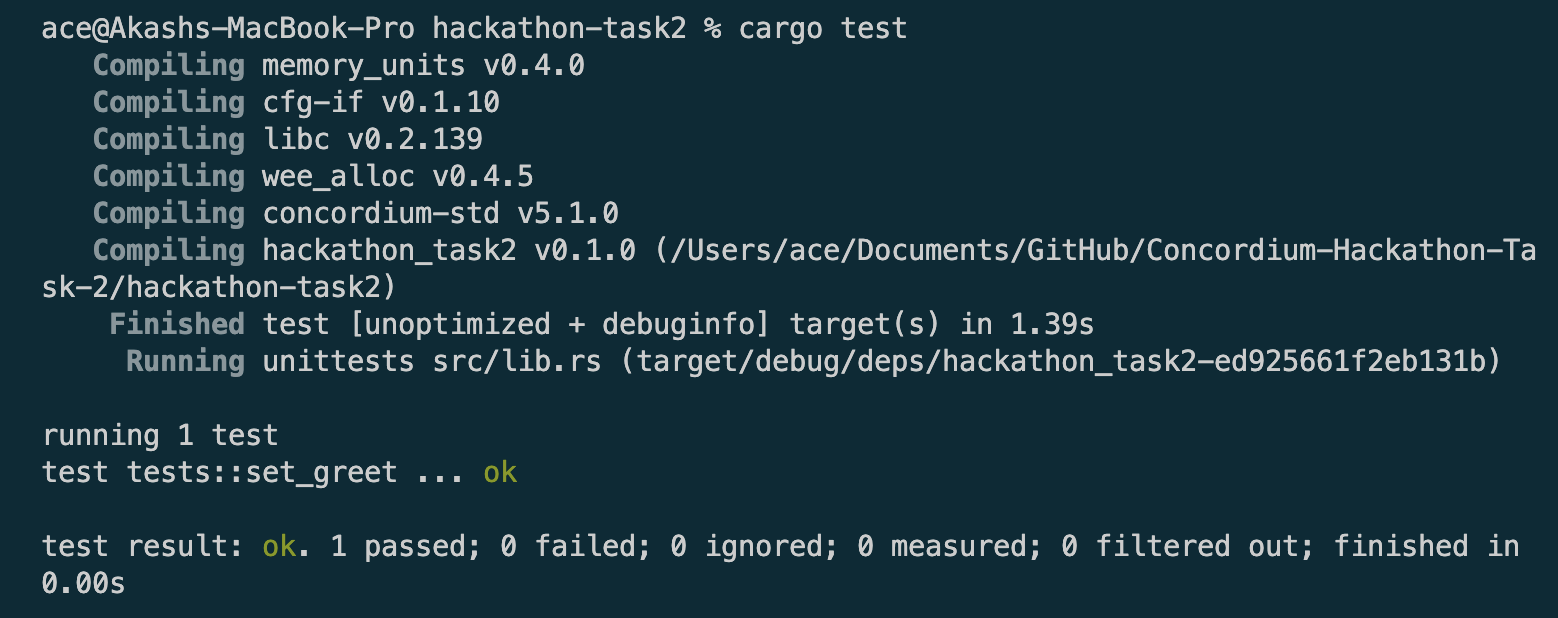 ace@Akashs-MacBook-Pro hackathon-task2 % cargo test
Compiling memory_units v0.4.0
Compiling cfg-if v0.1.10
Compiling libc v0.2.139
Compiling wee_alloc v0.4.5
Compiling concordium-std v5.1.0
Compiling hackathon_task2 v0.1.0 (/Users/ace/Documents/GitHub/Concordium-Hackathon-Ta
sk-2/hackathon-task2)
Finished test [unoptimized + debuginfo] target(s) in 1.39s
Running unittests src/lib.rs (target/debug/deps/hackathon_task2-ed925661f2eb131b)
running 1 test
test tests::set_greet ... ok
test result: ok. 1 passed; 0 failed; 0 ignored; 0 measured; 0 filtered out; finished in
0.00s